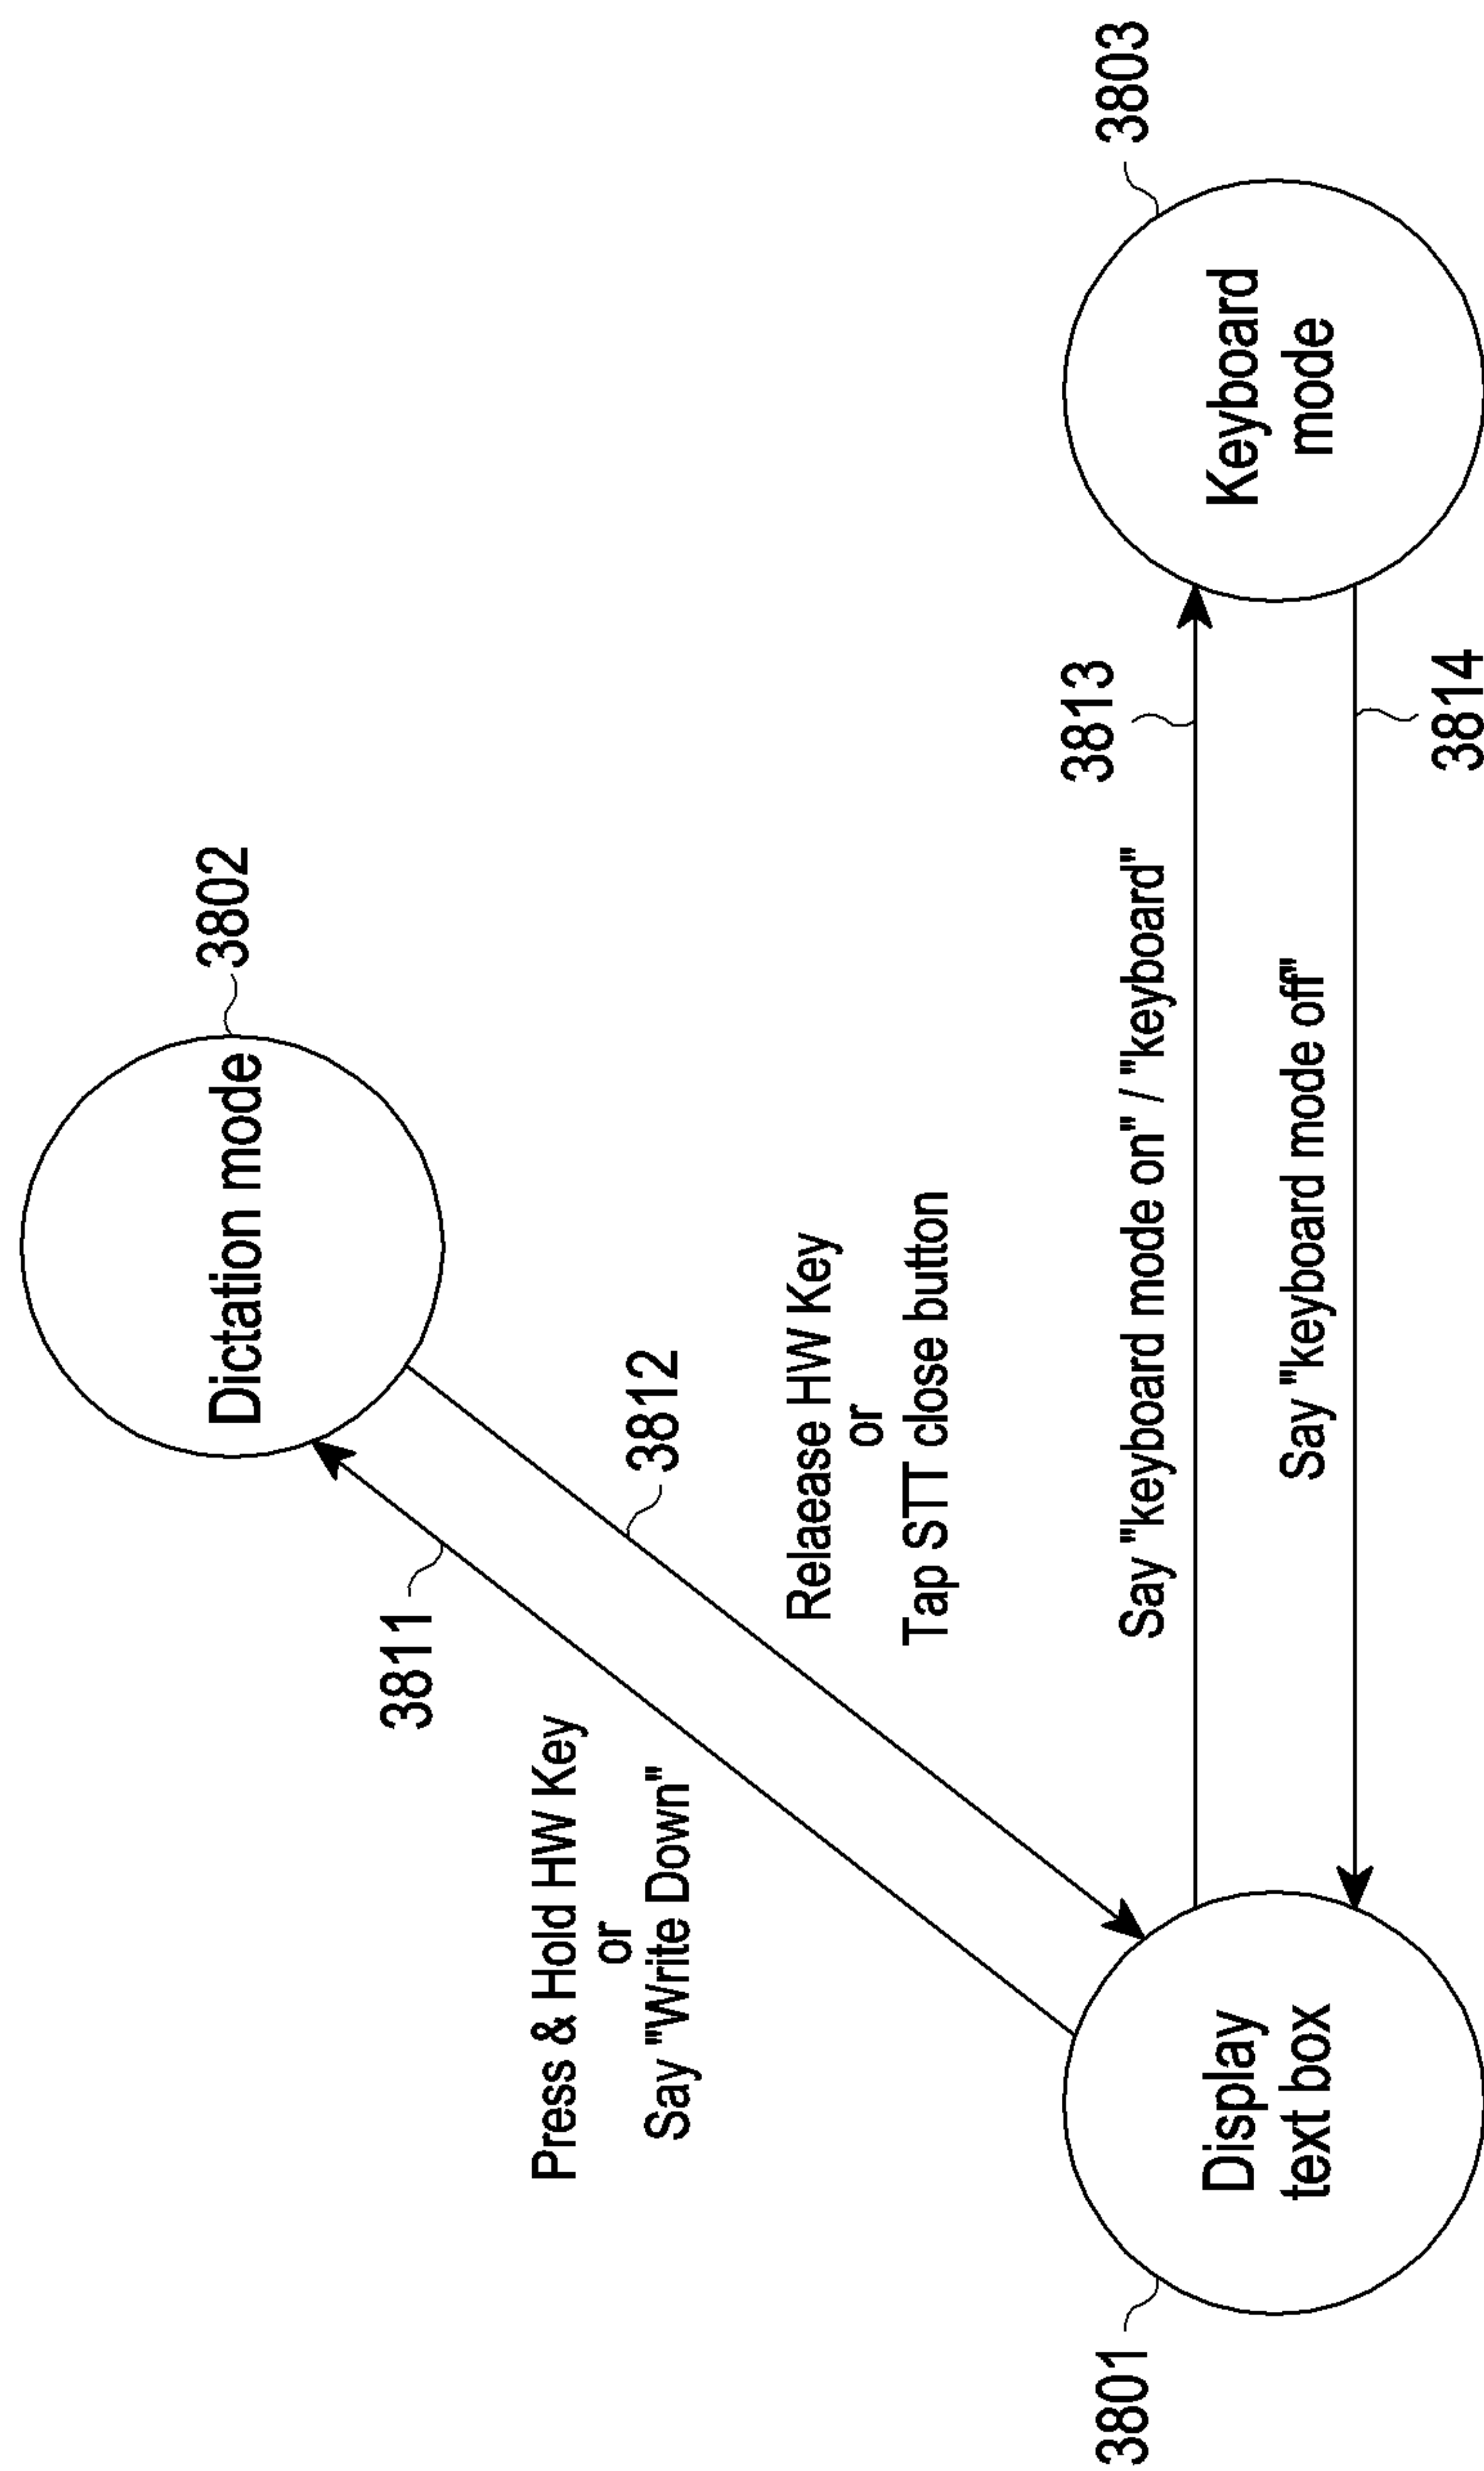 3802
Dictation mode
3811
3812
Press & Hold HW Key
or
Say "Write Down"
Relaease HW Key
or
Tap STT close button
3801
Display
text box
3813
Say "keyboard mode on" / "keyboard"
Say "keyboard mode off"
3814
3803
Keyboard
mode